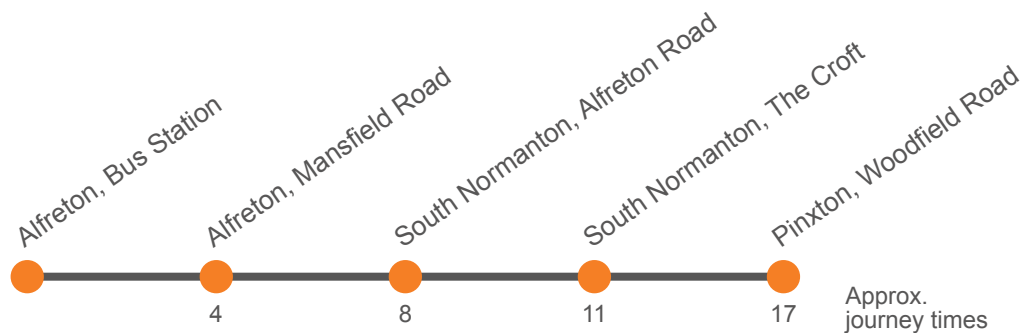 Alfreton, Bus Station
Alfreton, Mansfield Road
South Normanton, Alfreton Road
South Normanton, The Croft
Pinxton, Woodfield Road
4
8
11
17
Approx.
journey times